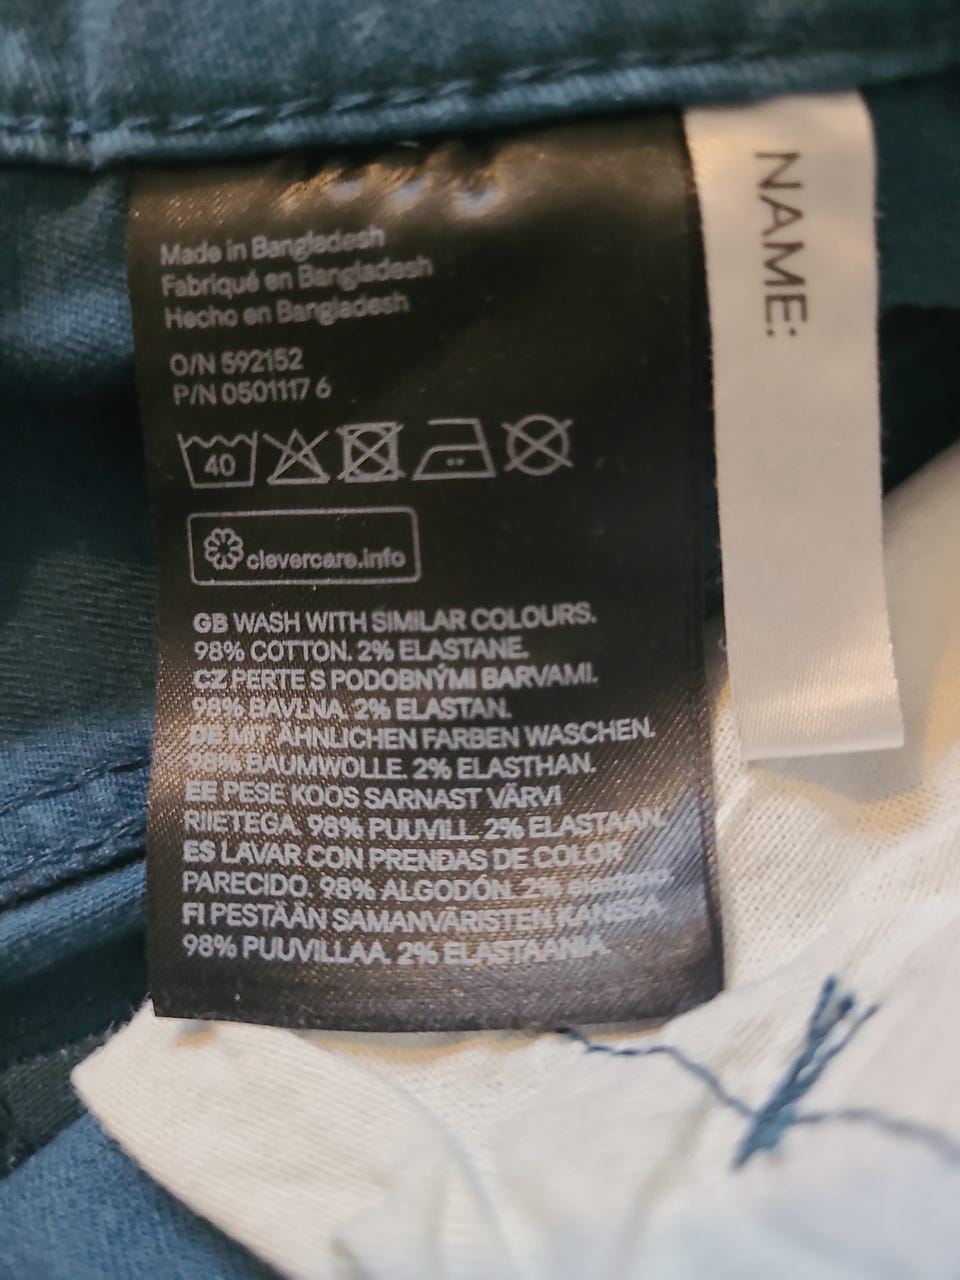 Made in Bangladesh
Fabriqué en Bangladesh
Hecho en Bangladesh
O/N 592152
P/N 0501117 6
40
clevercare.info
GB WASH WITH SIMILAR COLOURS.
98% COTTON. 2% ELASTANE.
CZ PERTE S PODOBNÝMI BARVAMI.
98% BAVLNA. 2% ELASTAN.
DE MIT ÄHNLICHEN FARBEN WASCHEN.
98% BAUMWOLLE. 2% ELASTHAN.
EE PESE KOOS SARNAST VÄRVI
RIIETEGA. 98% PUUVILL. 2% ELASTAAN.
ES LAVAR CON PRENDAS DE COLOR
PARECIDO. 98% ALGODÓN. 2% elastano.
FI PESTÄÄN SAMANVÄRISTEN KANSSA.
98% PUUVILLAA. 2% ELASTAANIA.
NAME: